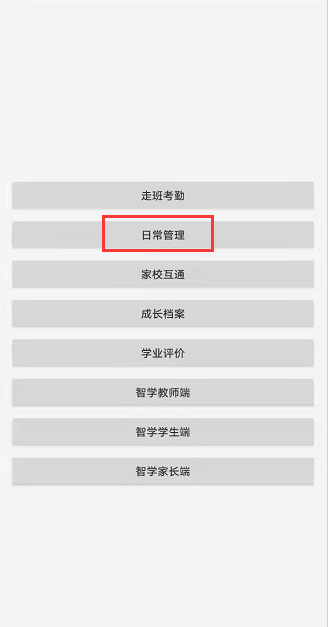 走班考勤
日常管理
家校互通
成长档案
学业评价
智学教师端
智学学生端
智学家长端